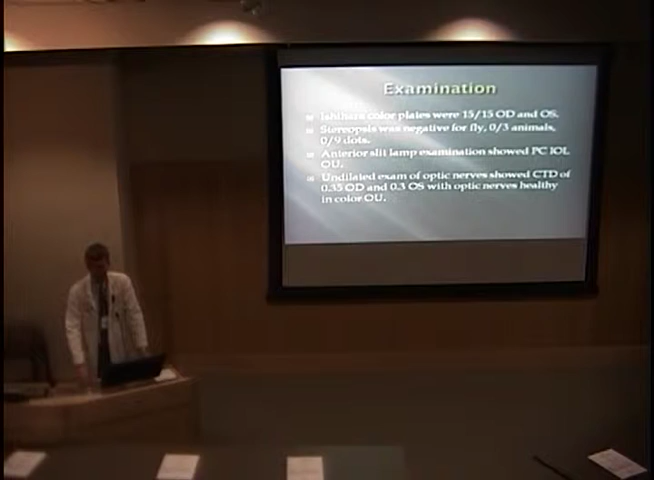 Examination
Ishihara color plates were 15/15 OD and OS.
Stereopsis was negative for fly, 0/3 animals,
0/9 dots.
Anterior slit lamp examination showed PC IOL
OU.
Undilated exam of optic nerves showed CTD of
0.35 OD and 0.3 OS with optic nerves healthy
in color OU.